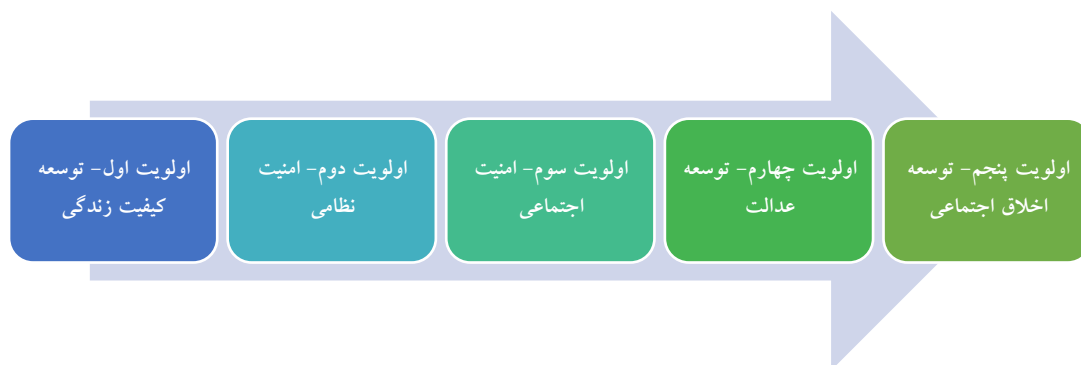 اولویت اول- توسعه
کیفیت زندگی
اولویت دوم- امنیت
نظامی
اولویت سوم- امنیت
اجتماعی
اولویت چهارم- توسعه
عدالت
اولویت پنجم- توسعه
اخلاق اجتماعی